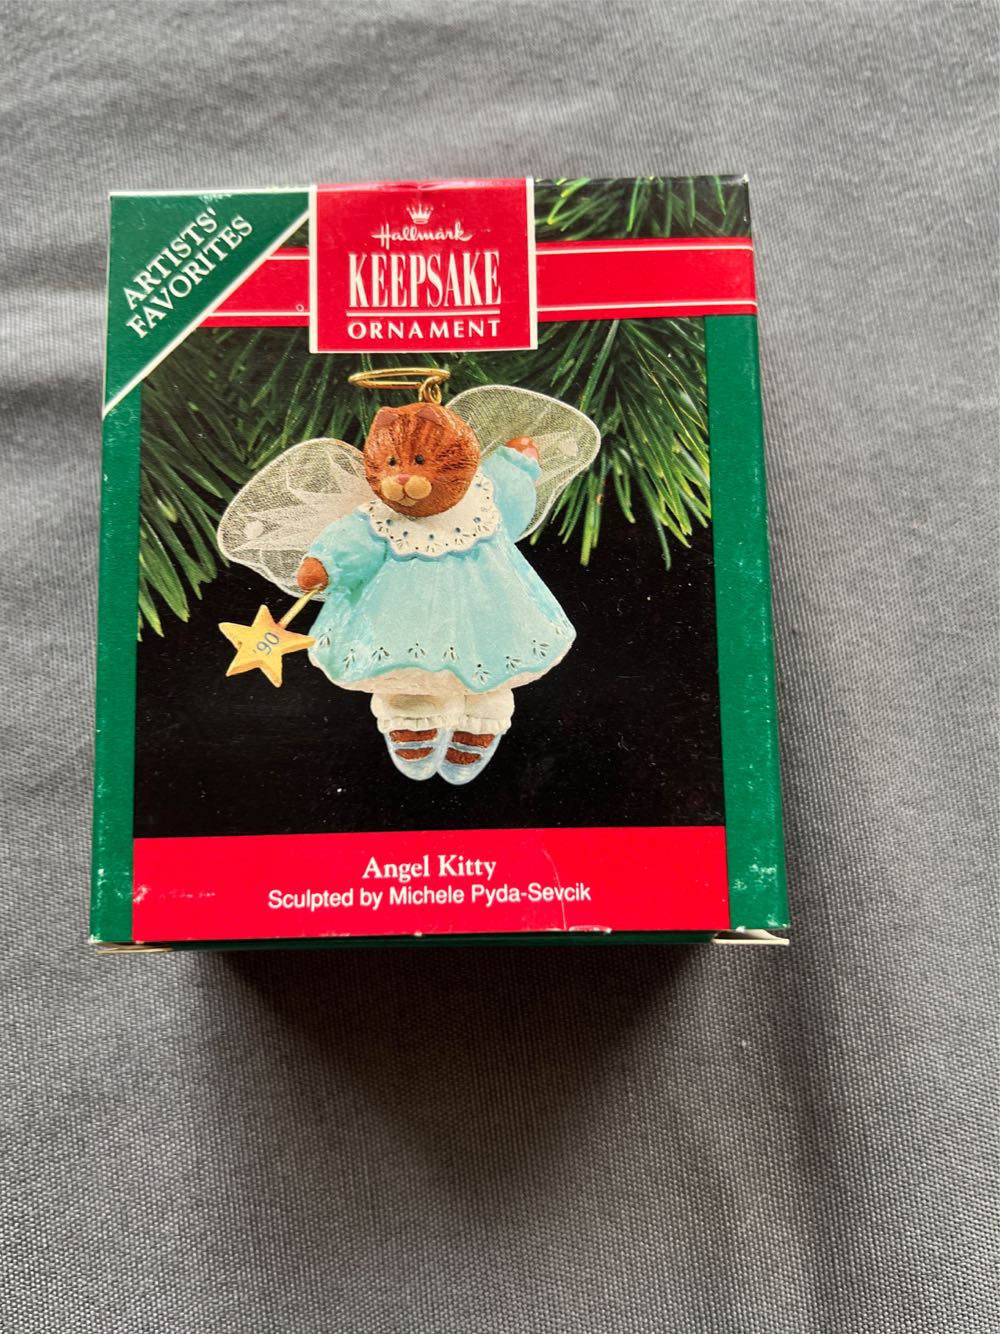 ARTISTS'
FAVORITES
Hallmark
KEEPSAKE
ORNAMENT
'90
Angel Kitty
Sculpted by Michele Pyda-Sevcik